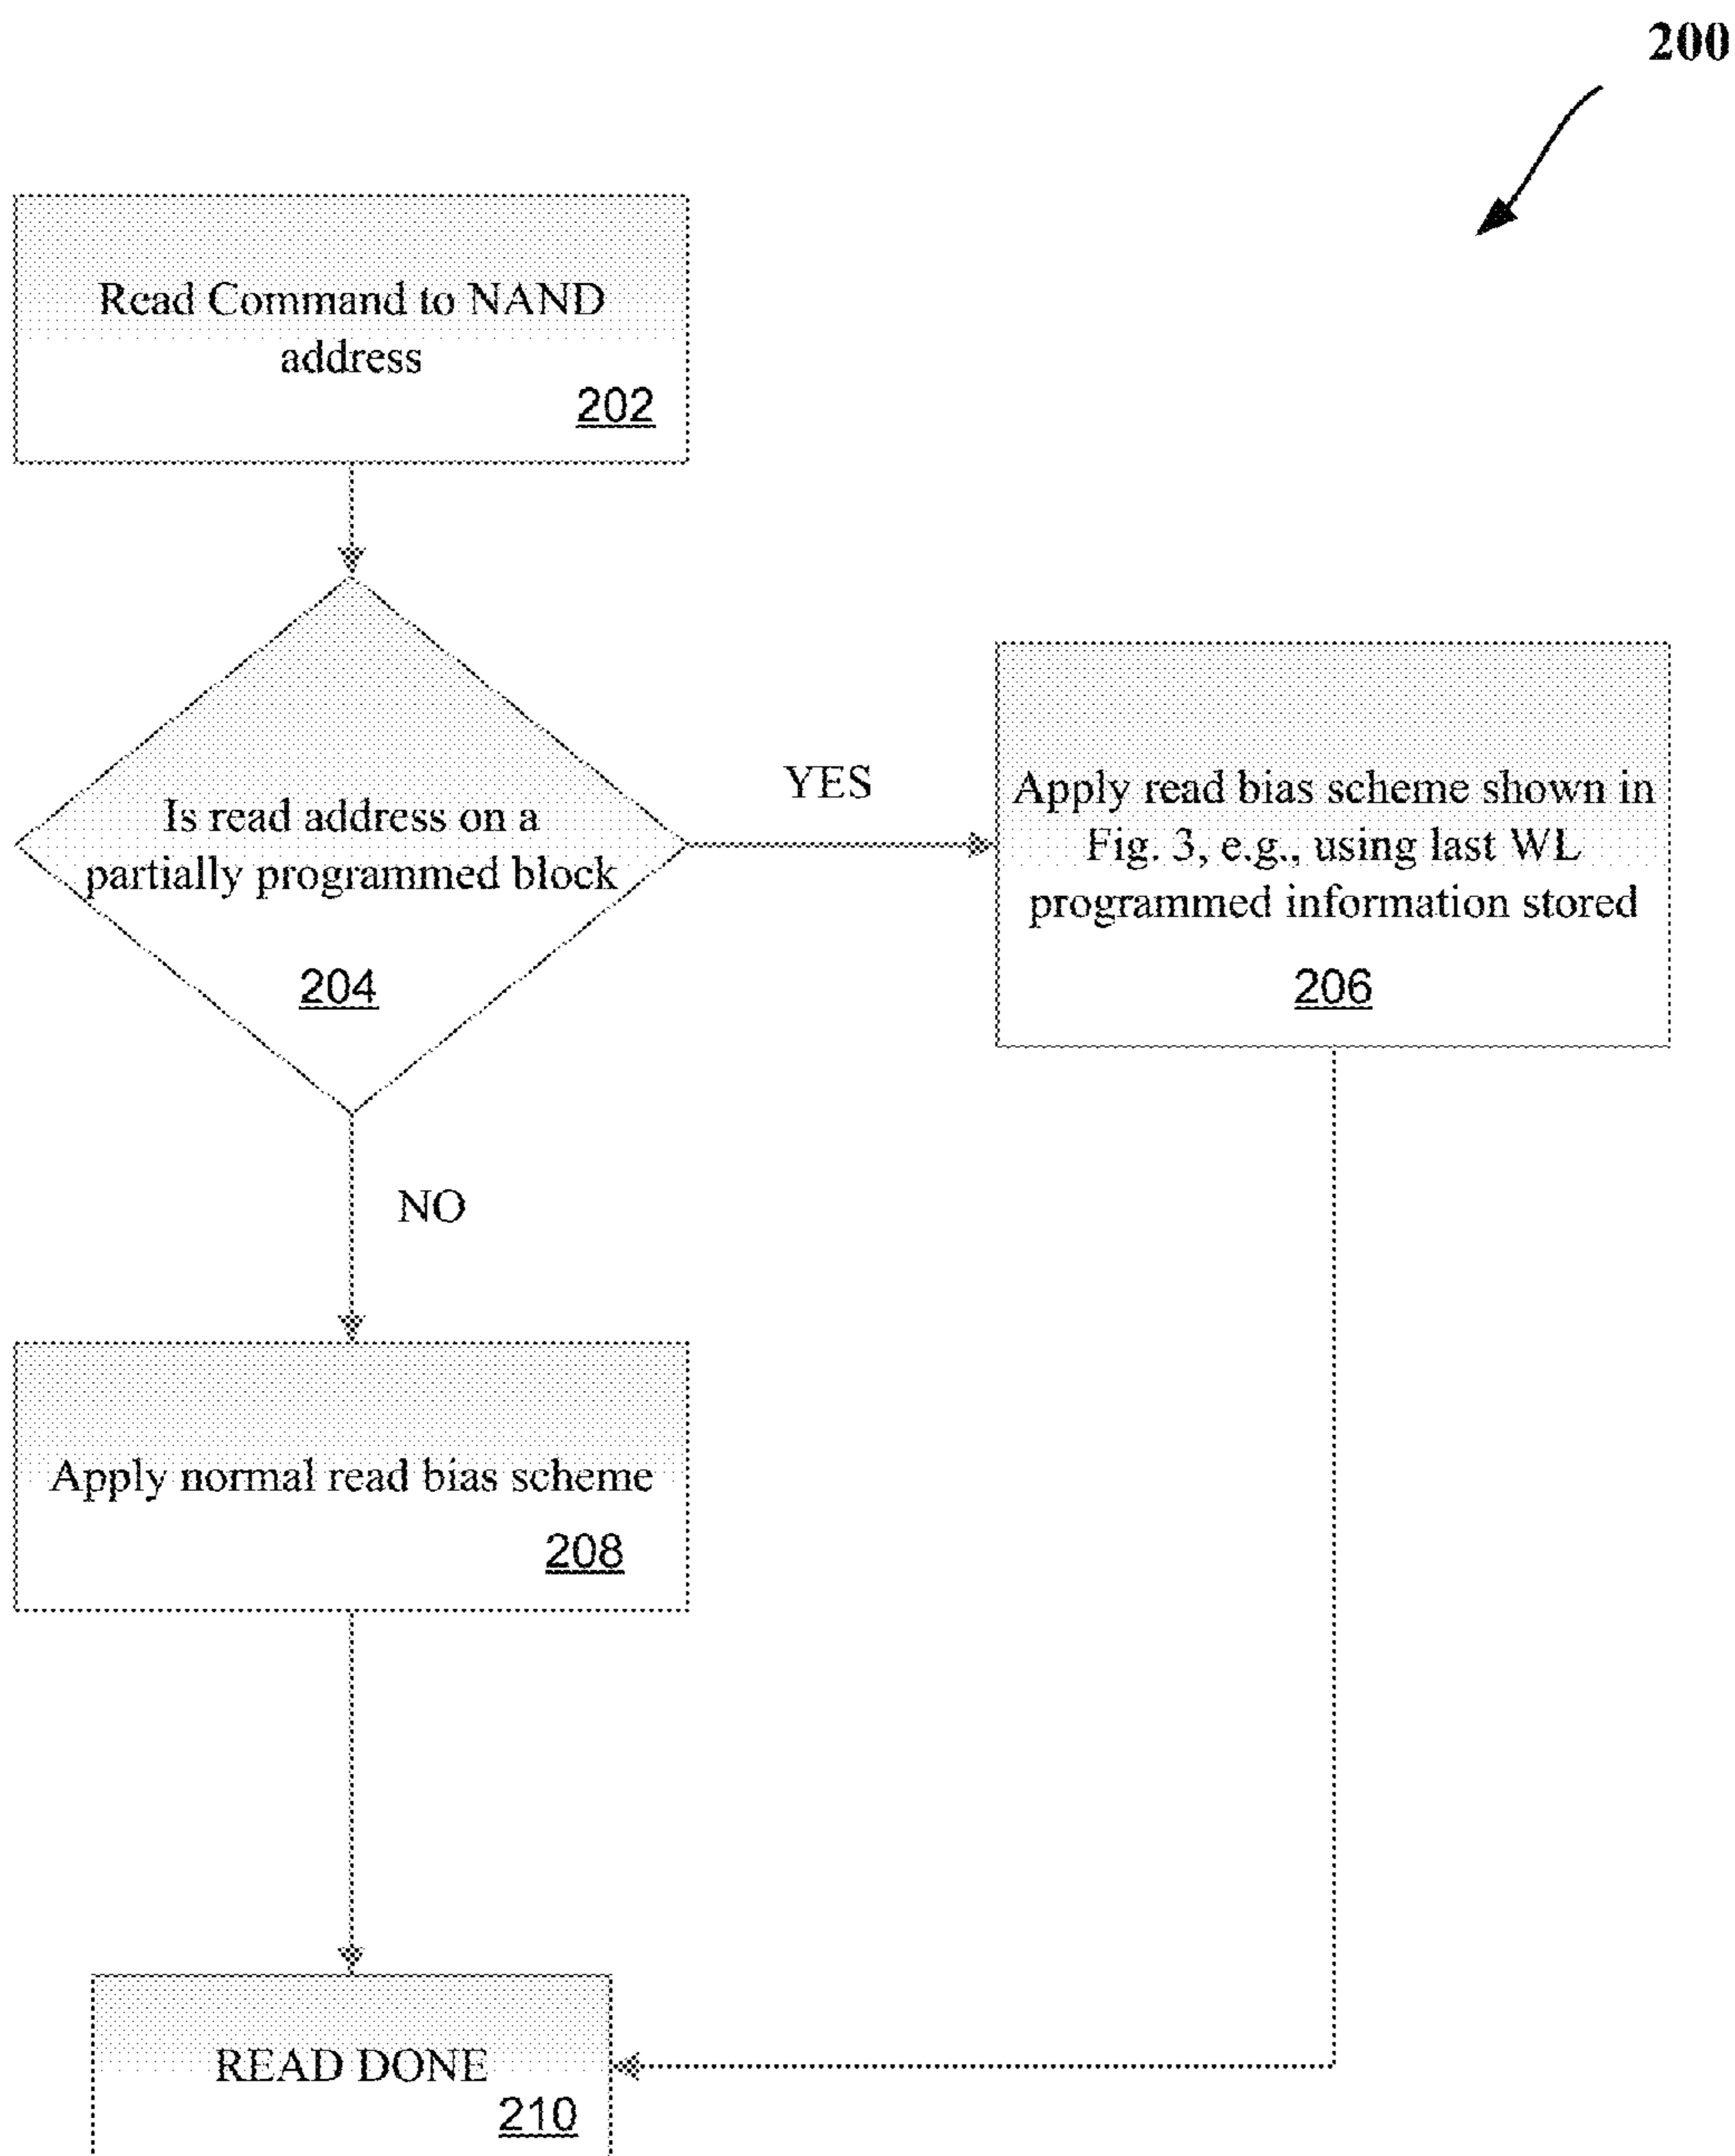 200
Read Command to NAND
address
202
Is read address on a
partially programmed block
204
YES
Apply read bias scheme shown in
Fig. 3, e.g., using last WL
programmed information stored
206
NO
Apply normal read bias scheme
208
READ DONE
210